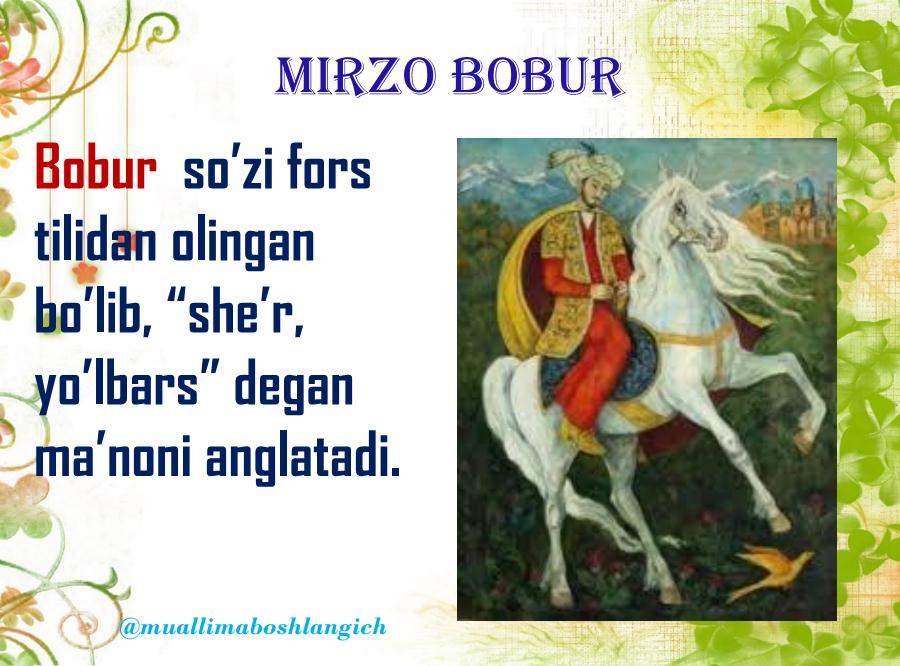 MIRZO BOBUR
Bobur so’zi fors
tilidan olingan
bo’lib, “she’r,
yo’lbars” degan
ma’noni anglatadi.
@muallimaboshlangich